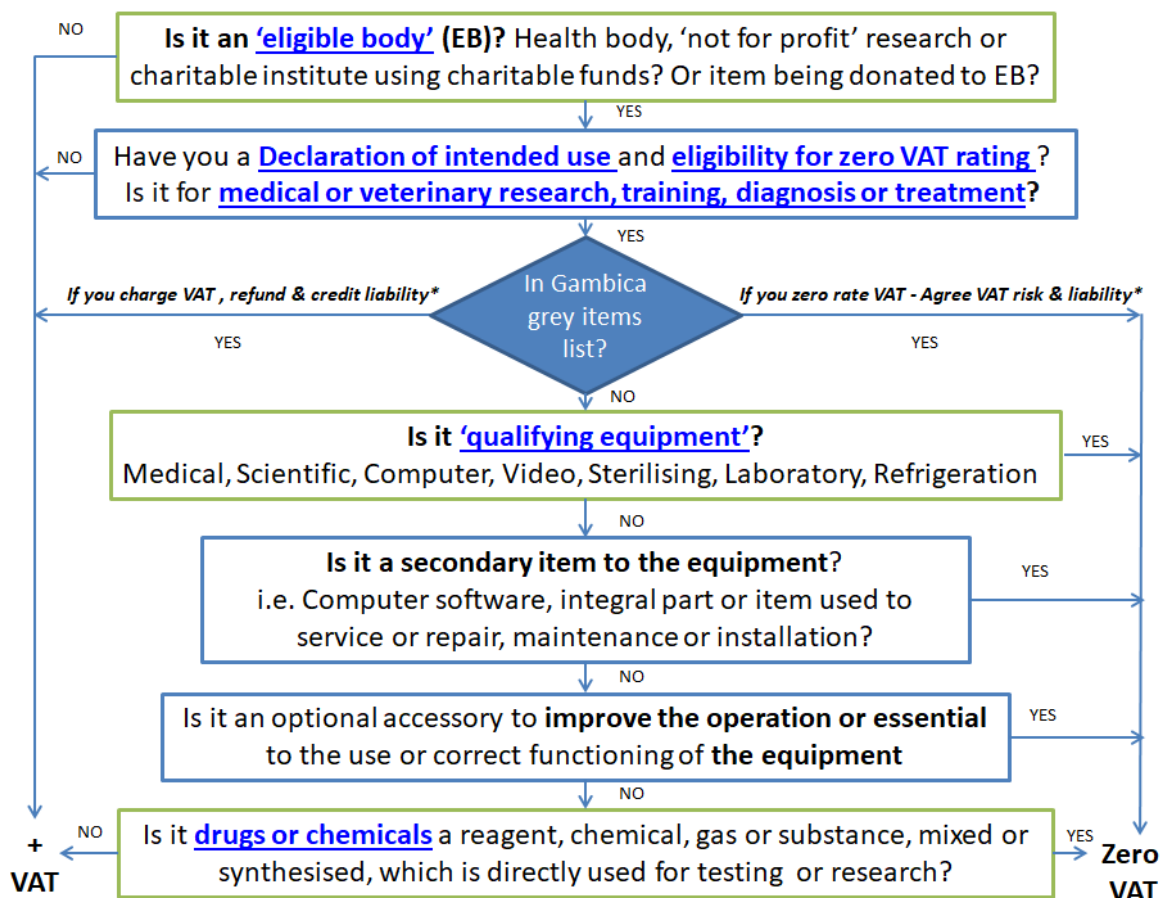 NO
Is it an ‘eligible body’ (EB)? Health body, ‘not for profit’ research or
charitable institute using charitable funds? Or item being donated to EB?
YES
NO
Have you a Declaration of intended use and eligibility for zero VAT rating ?
Is it for medical or veterinary research, training, diagnosis or treatment?
YES
If you charge VAT , refund & credit liability*
YES
In Gambica
grey items
list?
If you zero rate VAT - Agree VAT risk & liability*
YES
NO
Is it ‘qualifying equipment’?
Medical, Scientific, Computer, Video, Sterilising, Laboratory, Refrigeration
YES
NO
Is it a secondary item to the equipment?
i.e. Computer software, integral part or item used to
service or repair, maintenance or installation?
YES
NO
Is it an optional accessory to improve the operation or essential
to the use or correct functioning of the equipment
YES
NO
Is it drugs or chemicals a reagent, chemical, gas or substance, mixed or
synthesised, which is directly used for testing or research?
NO
+
VAT
YES
Zero
VAT